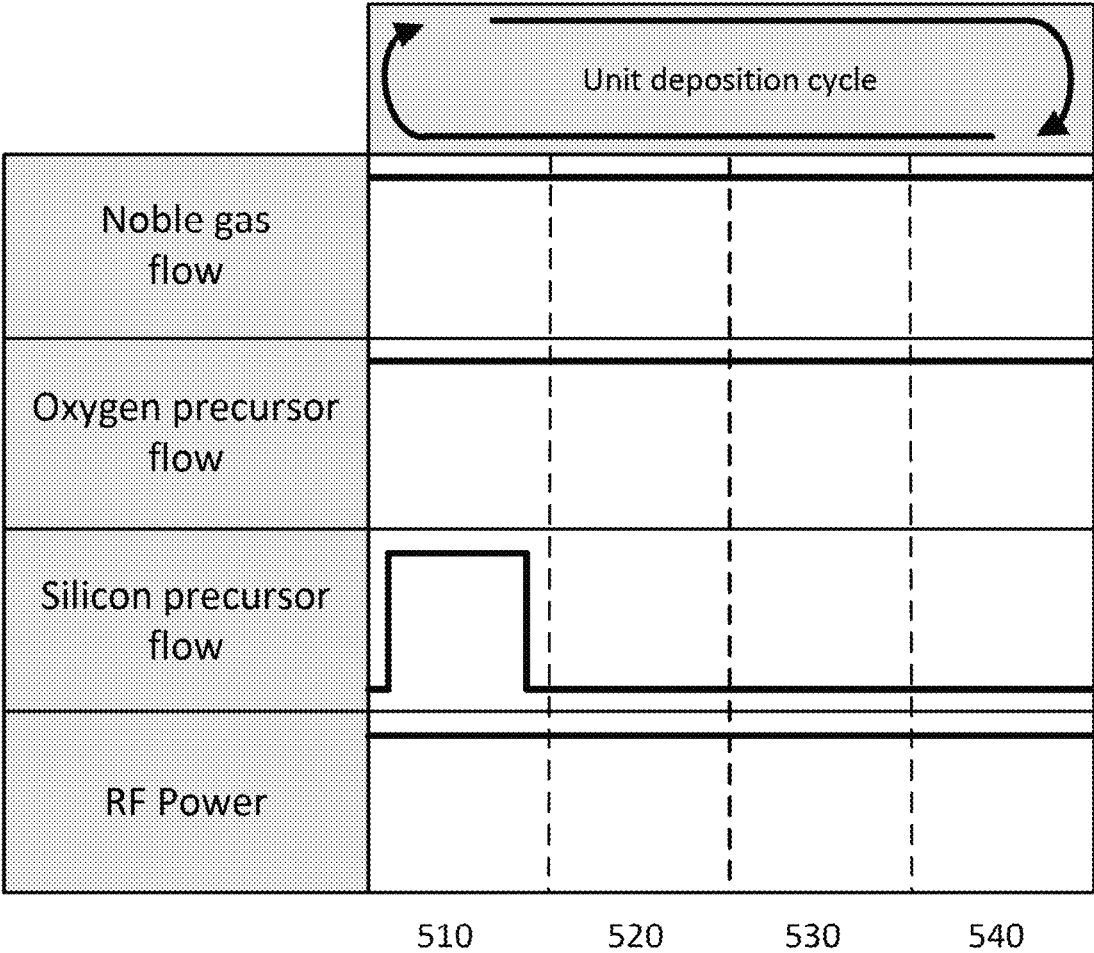 Unit deposition cycle
Noble gas
flow
Oxygen precursor
flow
Silicon precursor
flow
RF Power
510 520 530 540